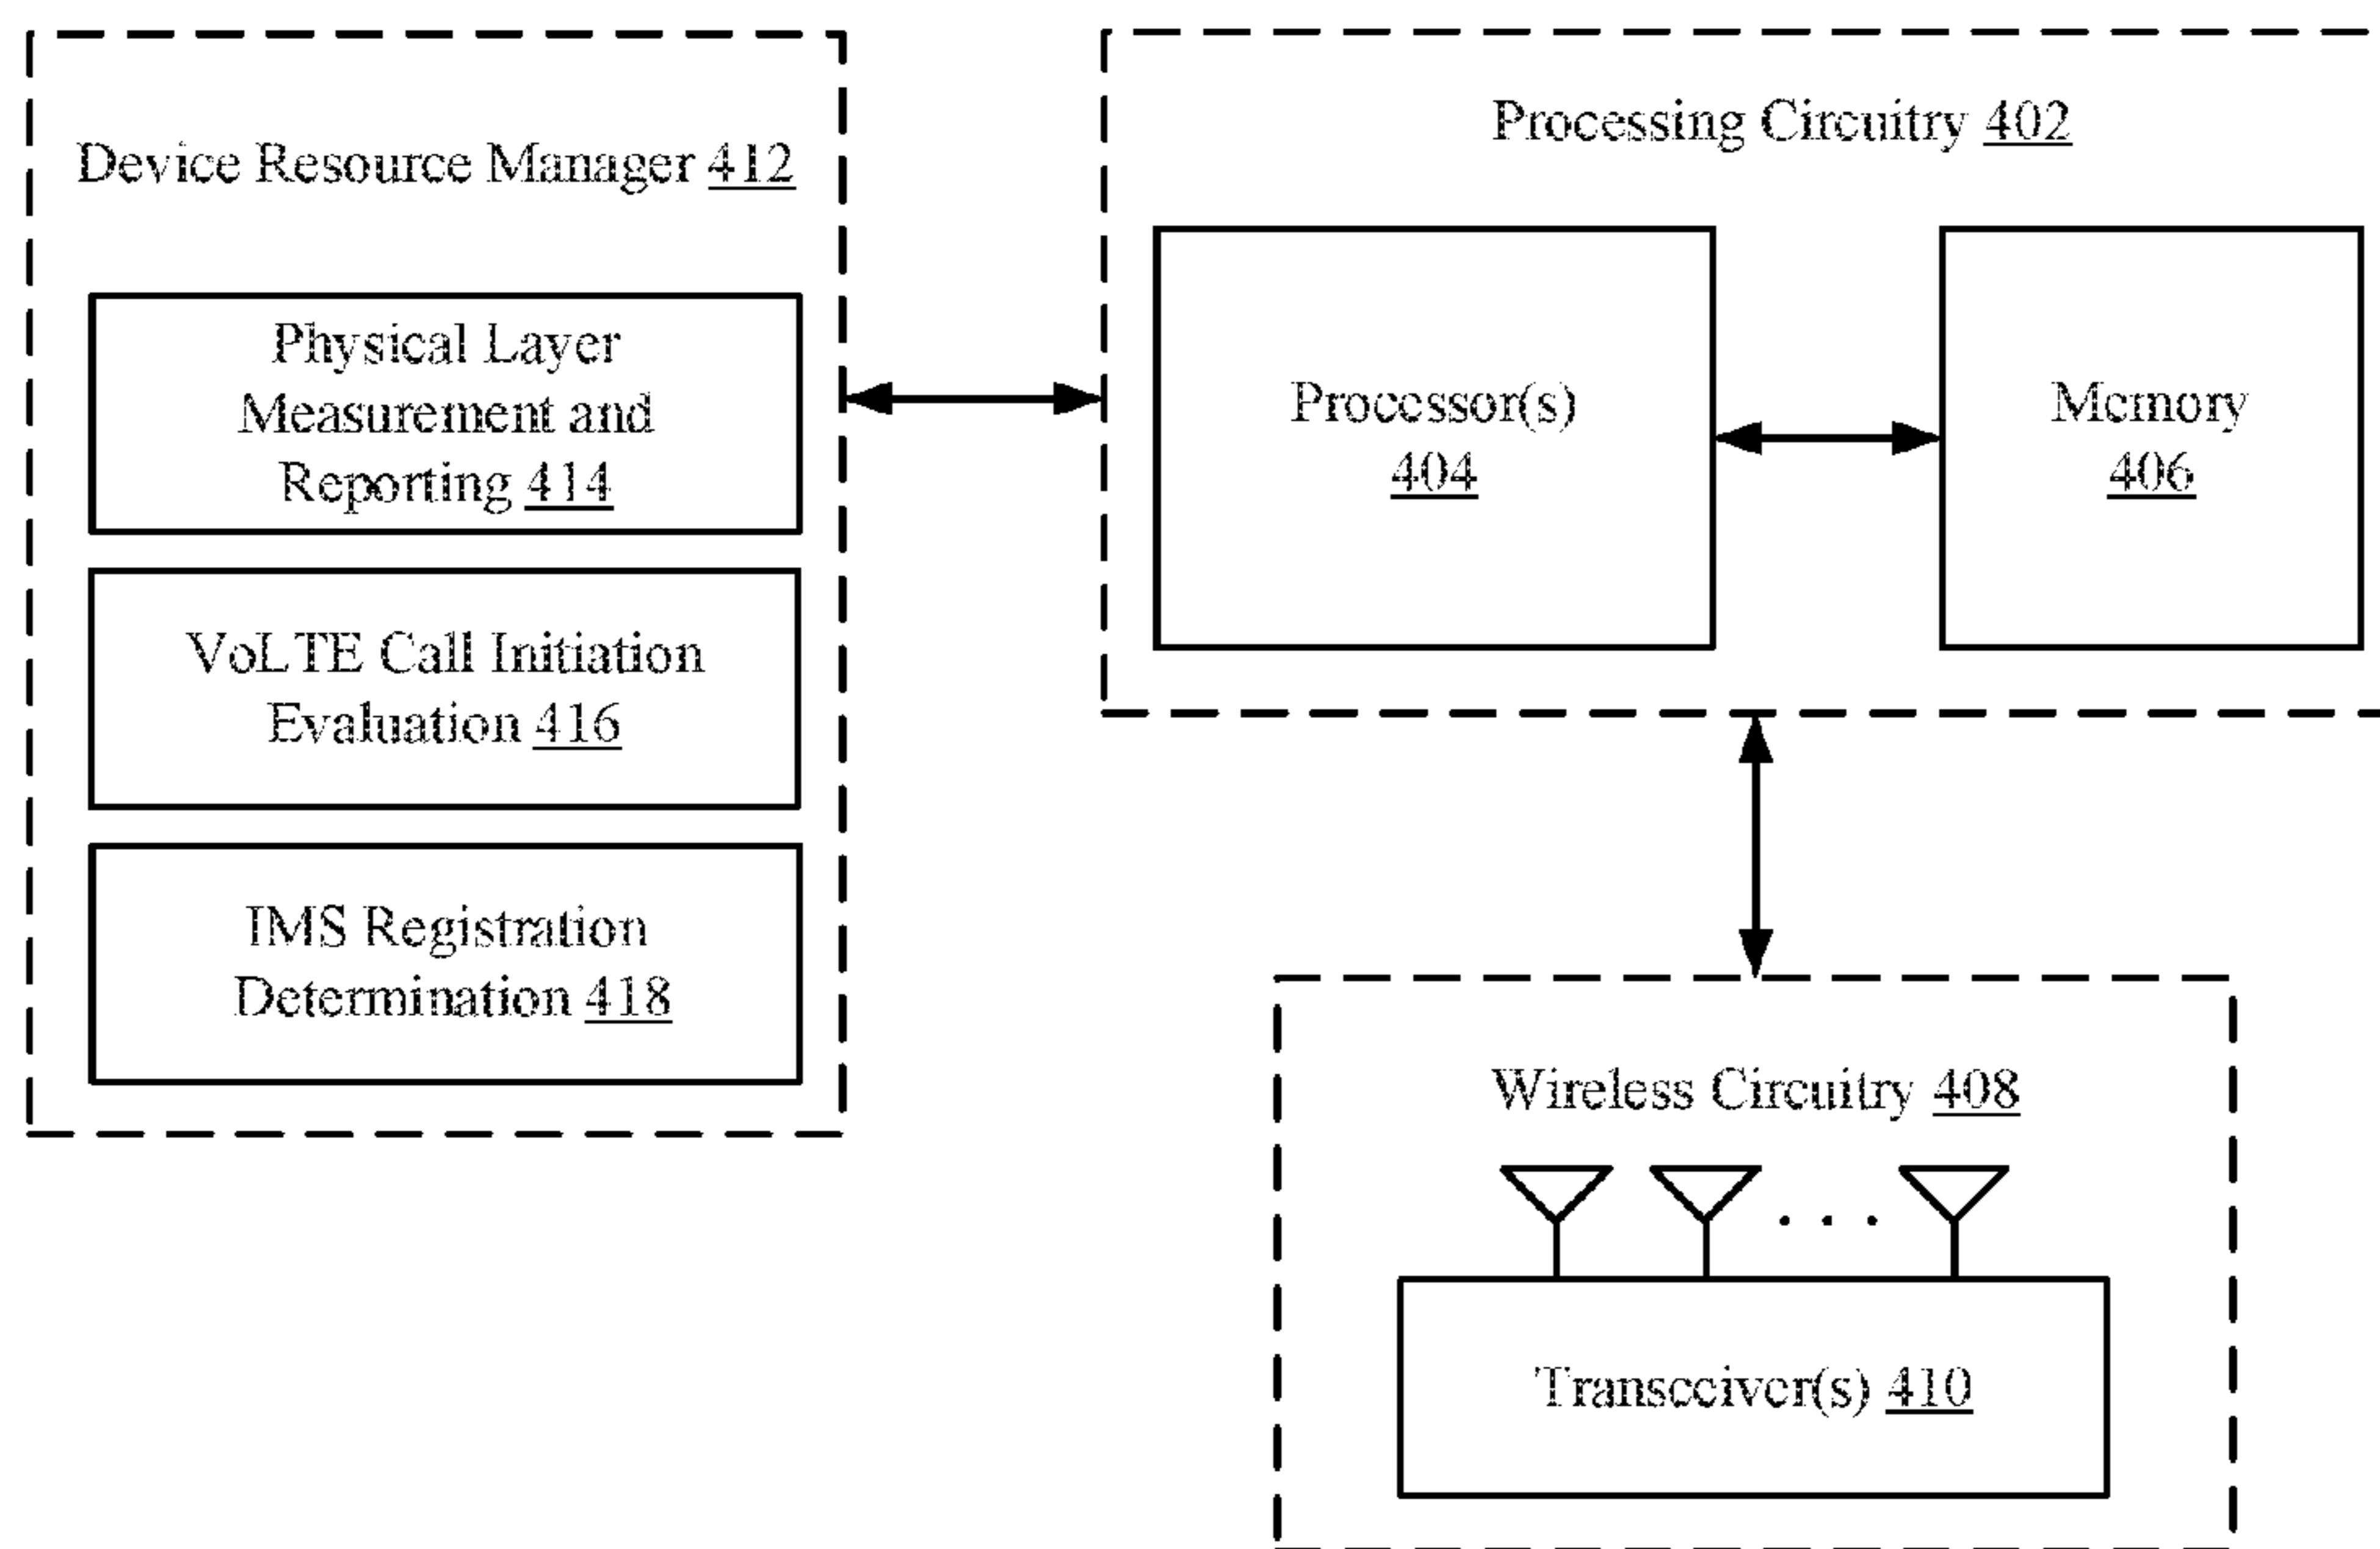 Device Resource Manager 412
Physical Layer
Measurement and
Reporting 414
VoLTE Call Initiation
Evaluation 416
IMS Registration
Determination 418
Processing Circuitry 402
Processor(s)
404
Memory
406
Wireless Circuitry 408
Transceiver(s) 410